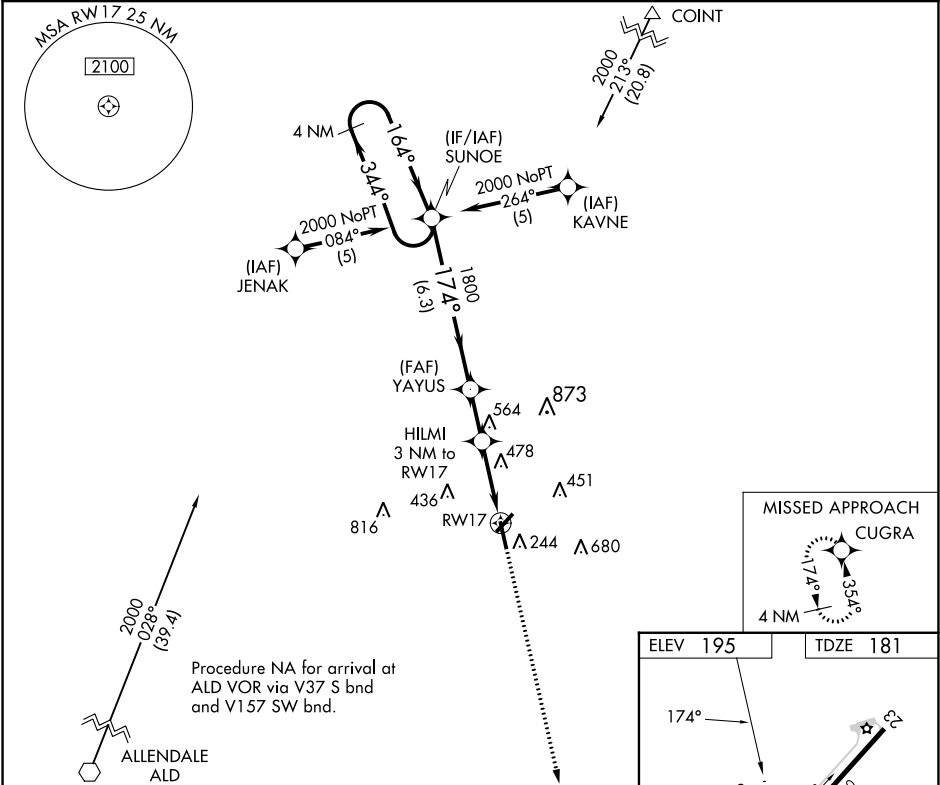 MSA RW17 25 NM
2100
COINT
2000
213°
(20.8)
4 NM
164°
344°
(IF/IAF)
SUNOE
2000 NoPT
264°
(5)
(IAF)
KAVNE
2000 NoPT
084°
(5)
(IAF)
JENAK
1800
174°
(6.3)
(FAF)
YAYUS
564
873
HILMI
3 NM to
RW17
478
451
436
816
RW17
244
680
MISSED APPROACH
CUGRA
174°
354°
4 NM
2000
028°
(39.4)
Procedure NA for arrival at
ALD VOR via V37 S bnd
and V157 SW bnd.
ALLENDALE
ALD
ELEV 195
TDZE 181
174°
23